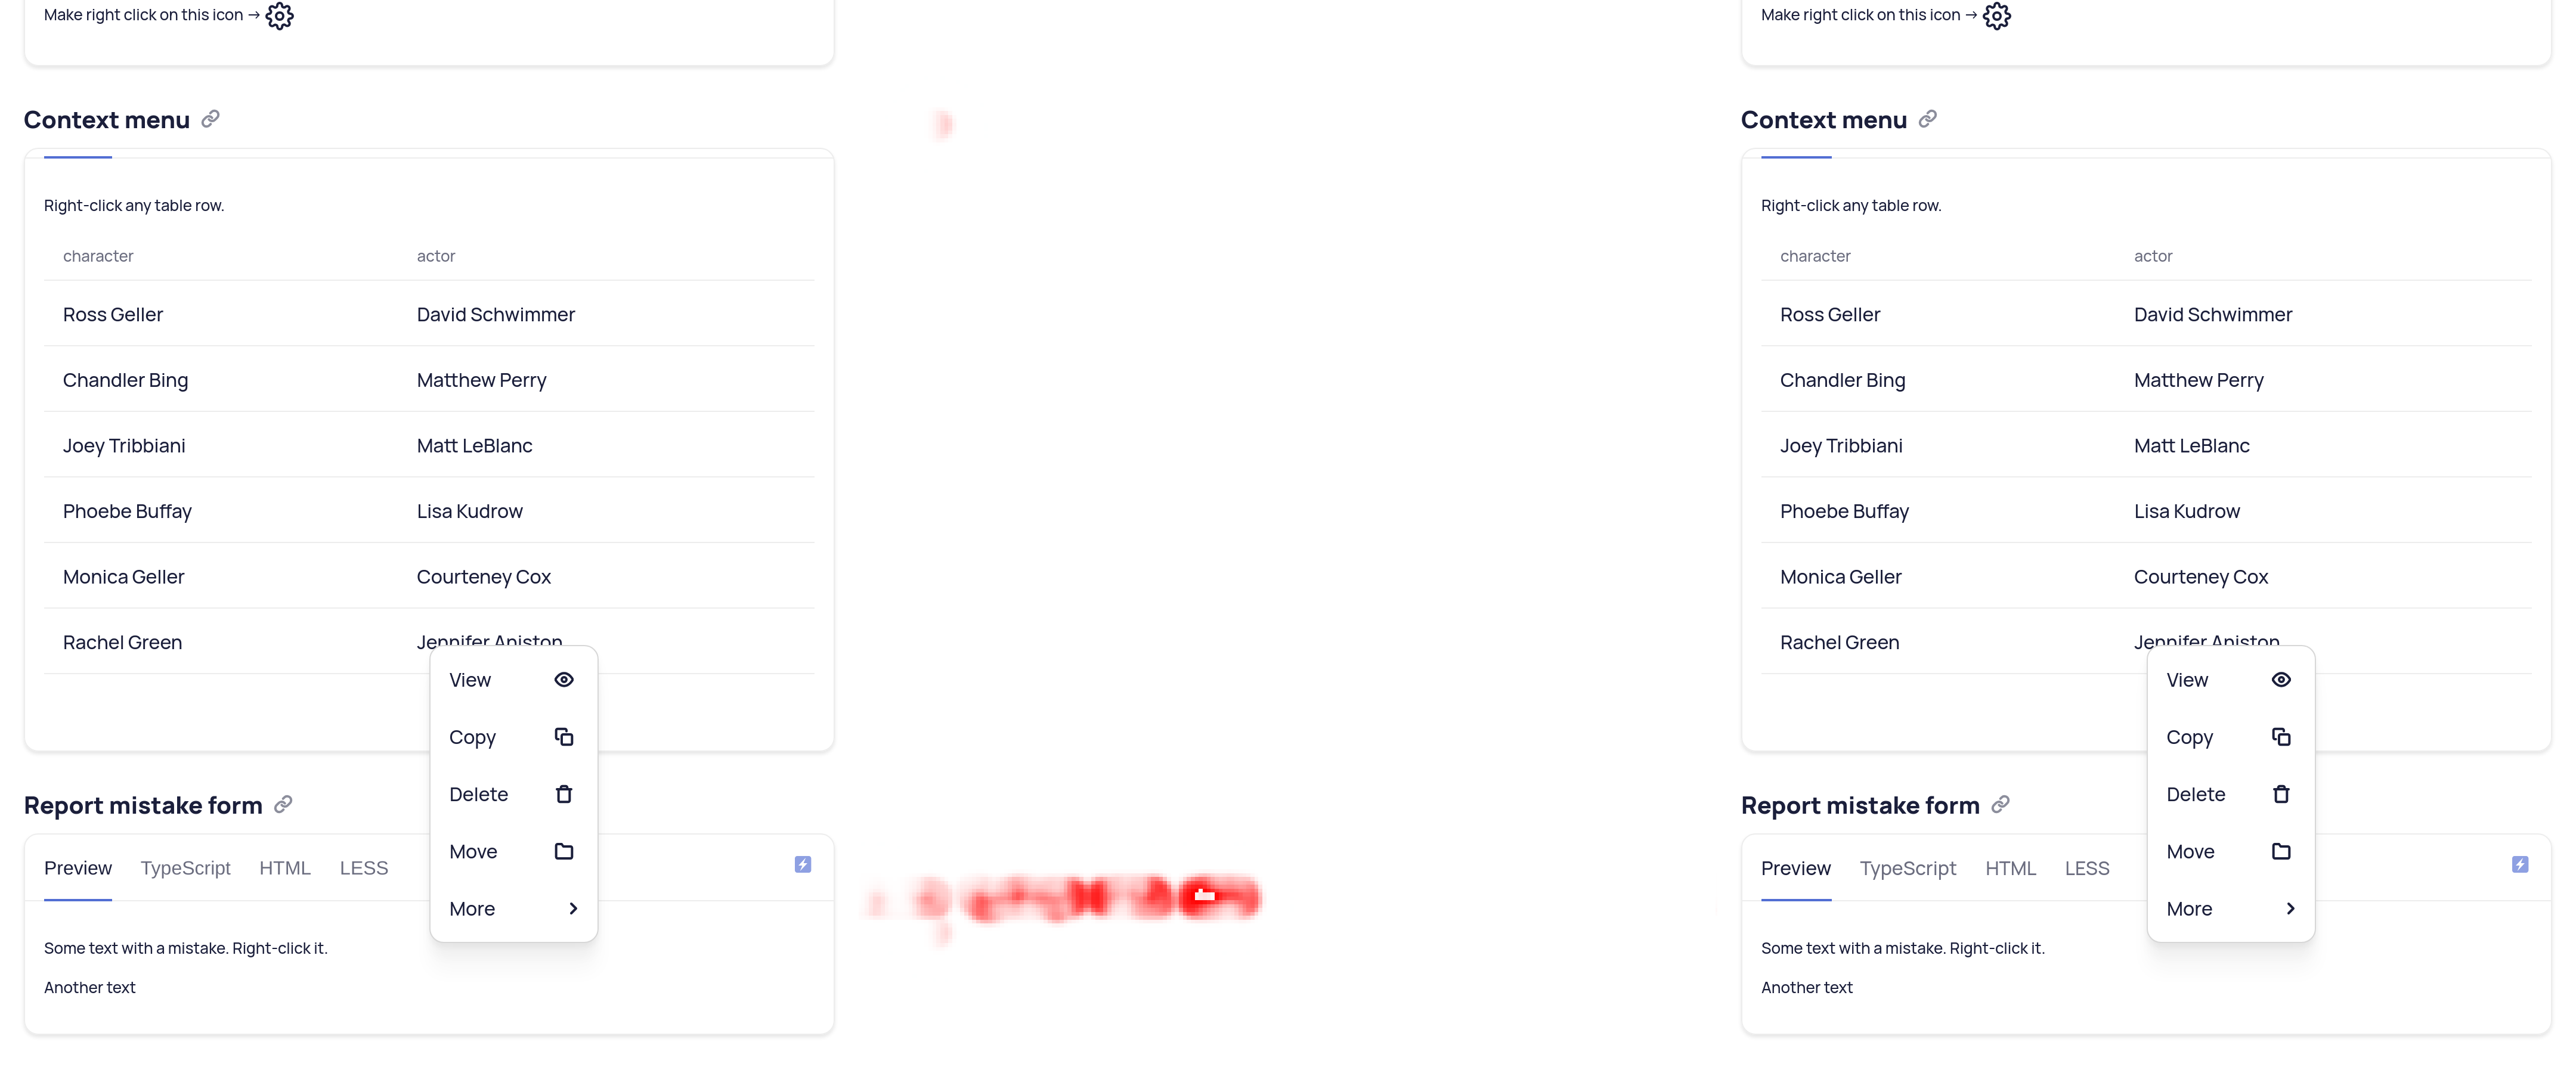 Make right click on this icon →
Context menu
Right-click any table row.
character actor
Ross Geller David Schwimmer
Chandler Bing Matthew Perry
Joey Tribbiani Matt LeBlanc
Phoebe Buffay Lisa Kudrow
Monica Geller Courteney Cox
Rachel Green Jennifer Aniston
View
Copy
Delete
Move
More
Report mistake form
Preview TypeScript HTML LESS
Some text with a mistake. Right-click it.
Another text
Make right click on this icon →
Context menu
Right-click any table row.
character actor
Ross Geller David Schwimmer
Chandler Bing Matthew Perry
Joey Tribbiani Matt LeBlanc
Phoebe Buffay Lisa Kudrow
Monica Geller Courteney Cox
Rachel Green Jennifer Aniston
View
Copy
Delete
Move
More
Report mistake form
Preview TypeScript HTML LESS
Some text with a mistake. Right-click it.
Another text